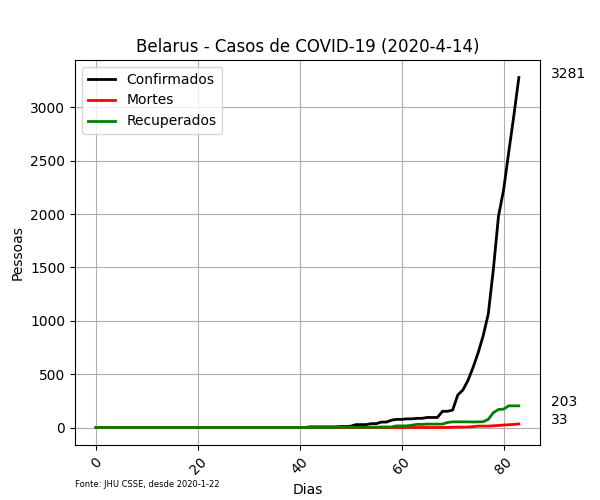 Belarus - Casos de COVID-19 (2020-4-14)
Confirmados
Mortes
Recuperados
3281
3000
2500
2000
1500
1000
500
0
203
33
Pessoas
0 20 40 60 80
Dias
Fonte: JHU CSSE, desde 2020-1-22